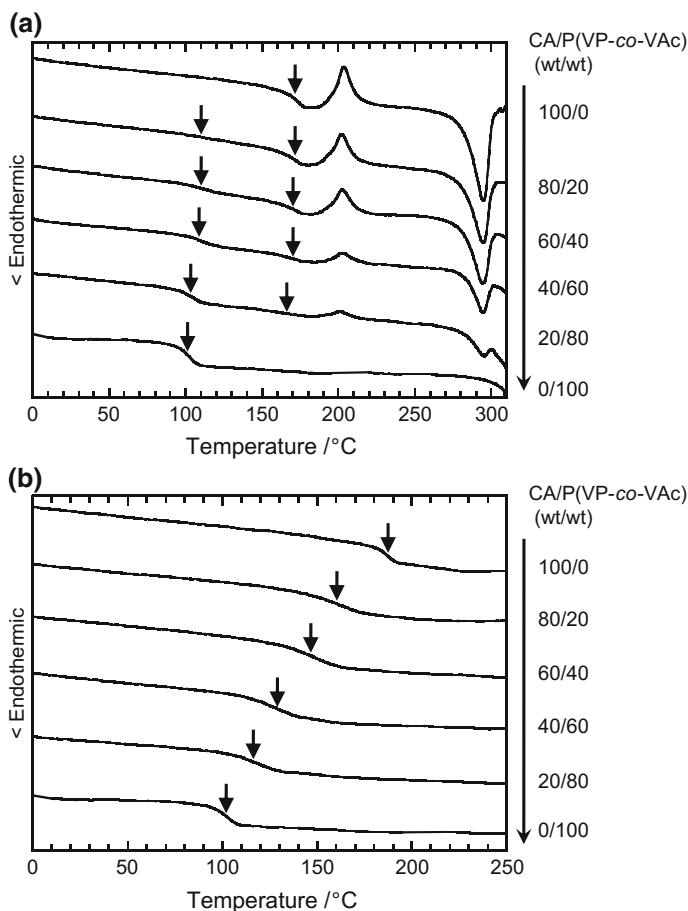 (a)
CA/P(VP-co-VAc)
(wt/wt)
100/0
80/20
60/40
40/60
20/80
0/100
< Endothermic
0 50 100 150 200 250 300
Temperature /°C
(b)
CA/P(VP-co-VAc)
(wt/wt)
100/0
80/20
60/40
40/60
20/80
0/100
< Endothermic
0 50 100 150 200 250
Temperature /°C